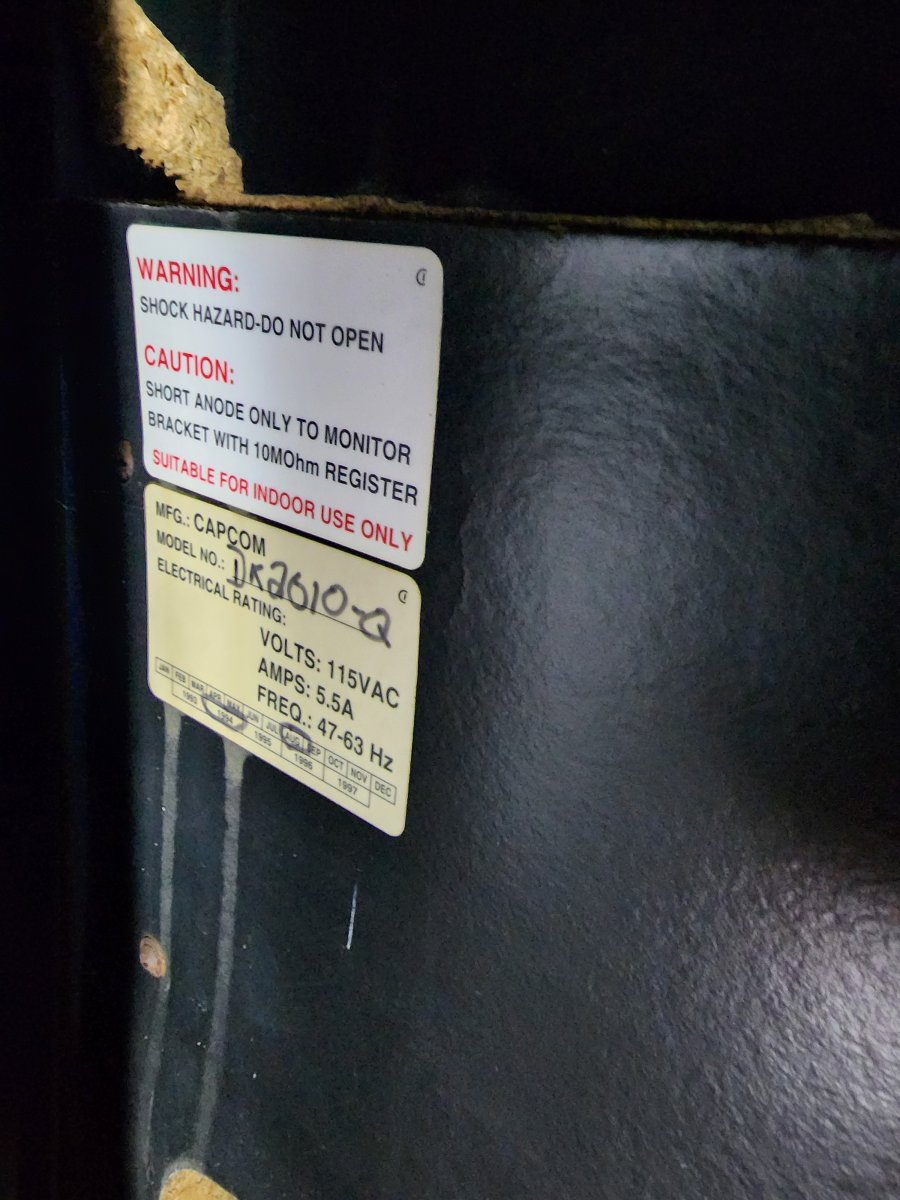 WARNING:
SHOCK HAZARD-DO NOT OPEN
CAUTION:
SHORT ANODE ONLY TO MONITOR
BRACKET WITH 10MOhm REGISTER
SUITABLE FOR INDOOR USE ONLY
MFG.: CAPCOM
MODEL NO.: DK2610-Q
ELECTRICAL RATING:
VOLTS: 115VAC
AMPS: 5.5A
FREQ.: 47-63 Hz
JAN FEB MAR APR MAY JUN JUL AUG SEP OCT NOV DEC
1993 1994 1995 1996 1997